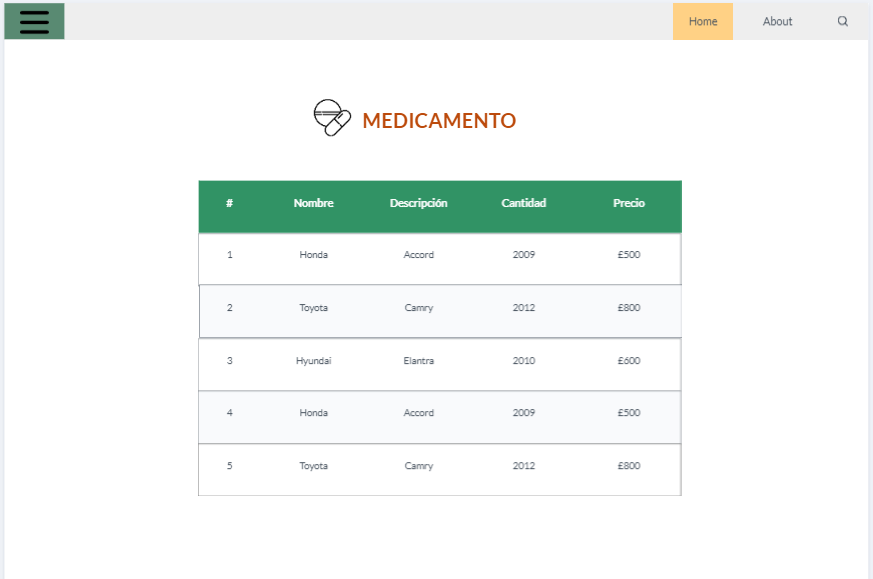 Home About
MEDICAMENTO
# Nombre Descripción Cantidad Precio
1 Honda Accord 2009 £500
2 Toyota Camry 2012 £800
3 Hyundai Elantra 2010 £600
4 Honda Accord 2009 £500
5 Toyota Camry 2012 £800